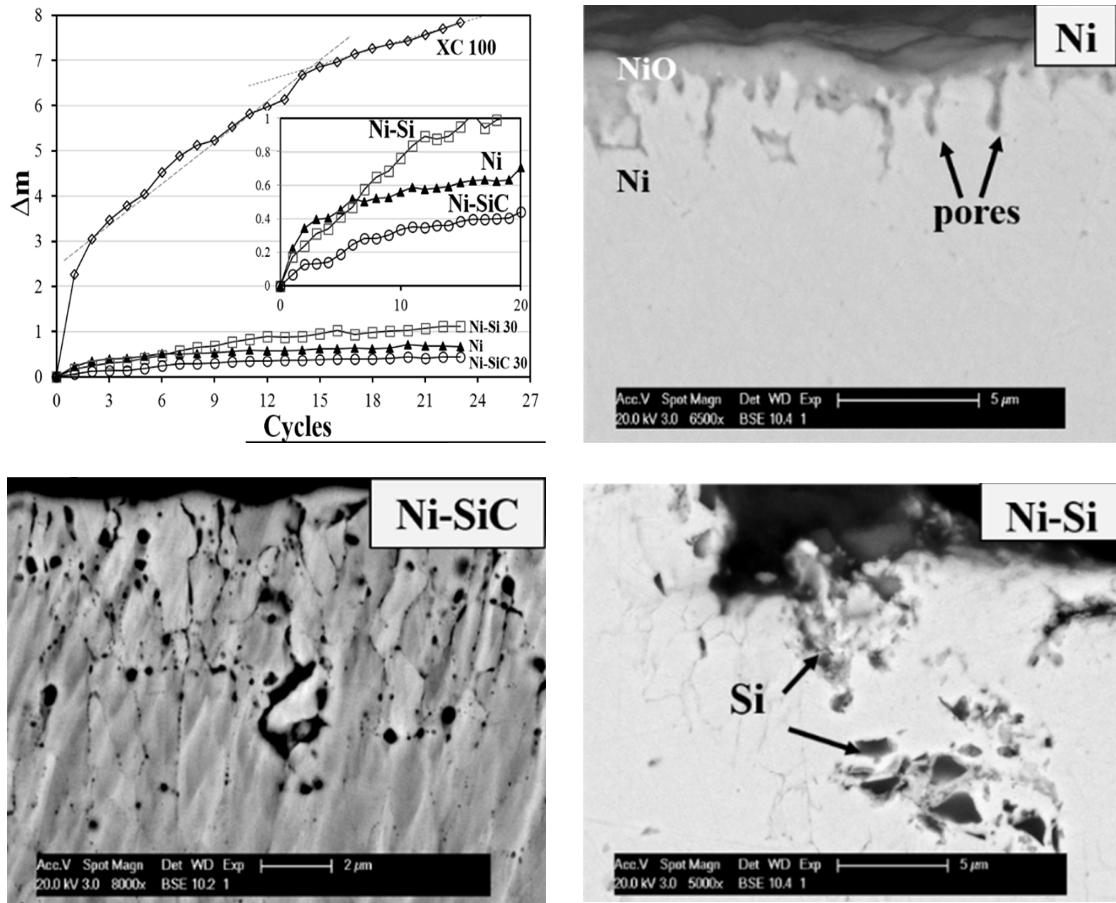 8
7
6
5
4
3
2
1
0
Δm
XC 100
1
0.8
0.6
0.4
0.2
0
Ni-Si
Ni
Ni-SiC
0
10
20
Ni-Si 30
Ni
Ni-SiC 30
0 3 6 9 12 15 18 21 24 27
Cycles
Ni
NiO
Ni
pores
Acc.V Spot Magn Det WD Exp
5 µm
20.0 kV 3.0 6500x BSE 10.4 1
Ni-SiC
Acc.V Spot Magn Det WD Exp
2 µm
20.0 kV 3.0 8000x BSE 10.2 1
Ni-Si
Si
Acc.V Spot Magn Det WD Exp
5 µm
20.0 kV 3.0 5000x BSE 10.4 1